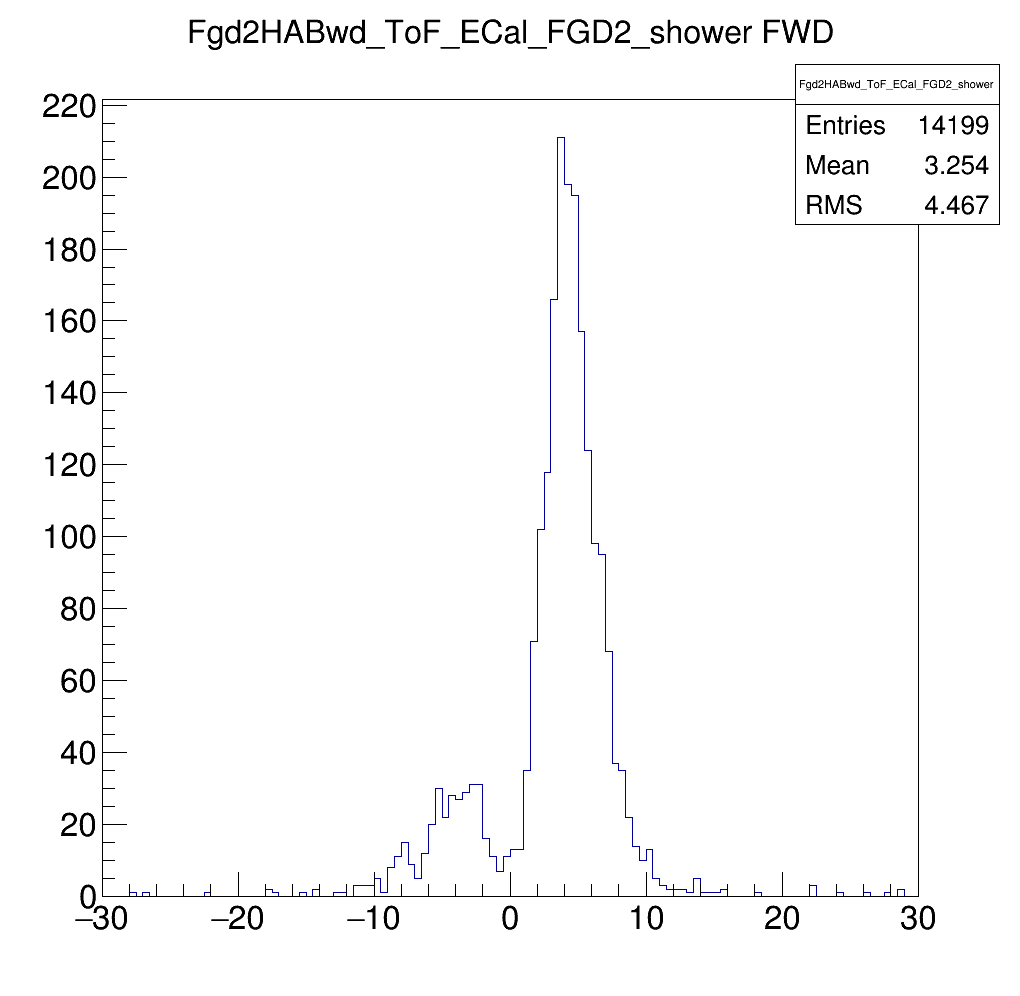 Fgd2HABwd_ToF_ECal_FGD2_shower FWD
Fgd2HABwd_ToF_ECal_FGD2_shower
Entries 14199
Mean 3.254
RMS 4.467
220
200
180
160
140
120
100
80
60
40
20
0
−30 −20 −10 0 10 20 30